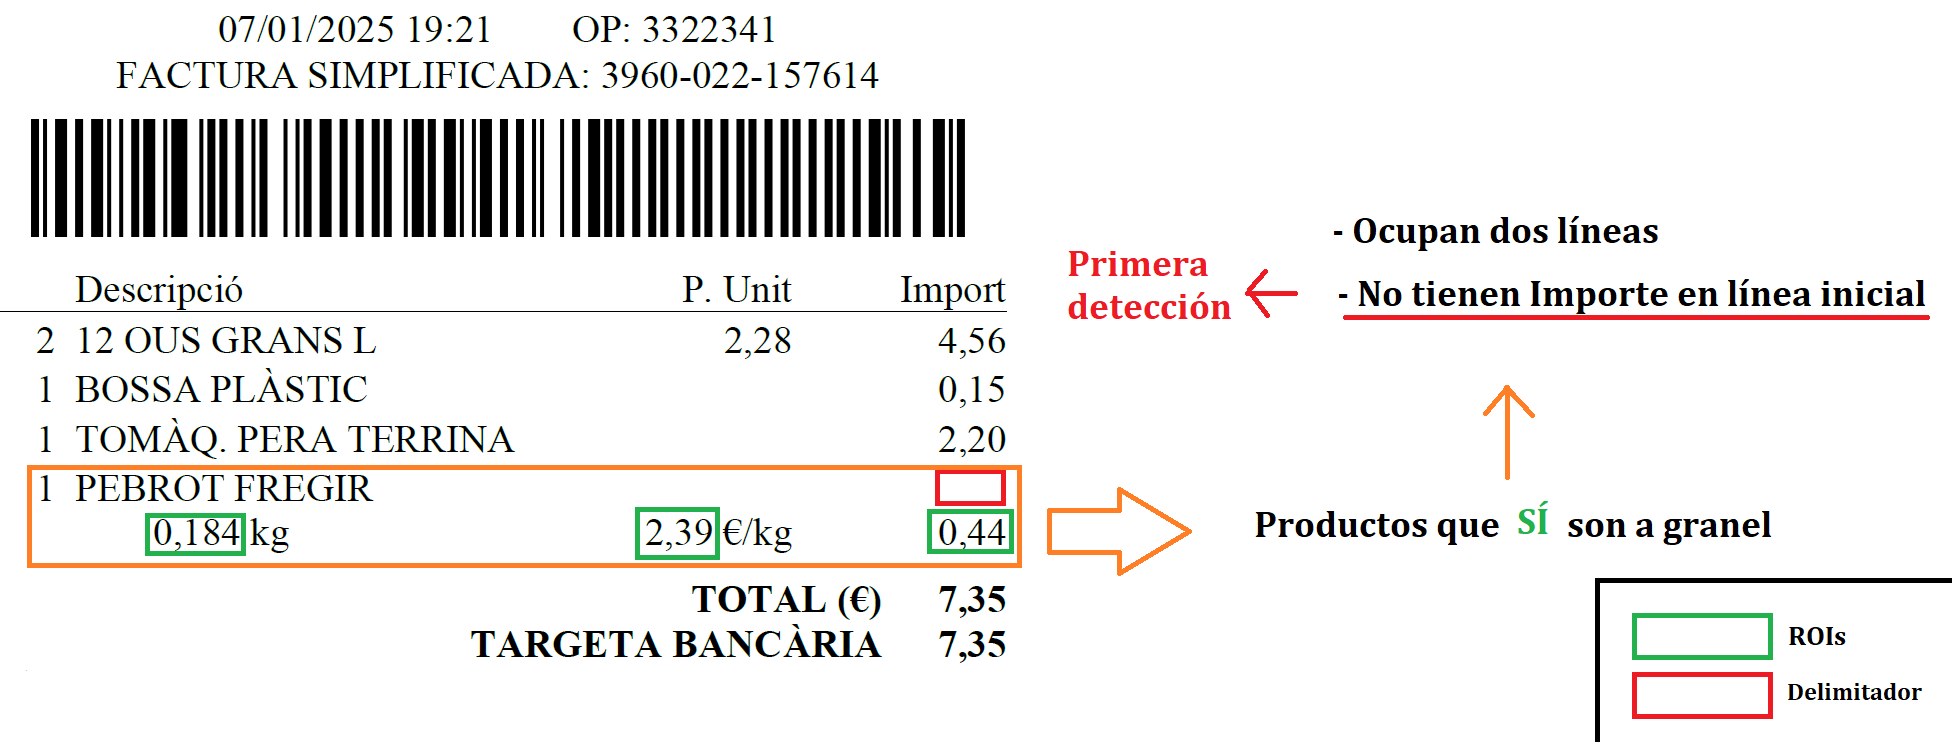 07/01/2025 19:21 OP: 3322341
FACTURA SIMPLIFICADA: 3960-022-157614
Descripció P. Unit Import
2 12 OUS GRANS L 2,28 4,56
1 BOSSA PLÀSTIC 0,15
1 TOMÀQ. PERA TERRINA 2,20
1 PEBROT FREGIR
0,184 kg 2,39 €/kg 0,44
TOTAL (€) 7,35
TARGETA BANCÀRIA 7,35
- Ocupan dos líneas
- No tienen Importe en línea inicial
Primera
detección
Productos que SÍ son a granel
ROIs
Delimitador